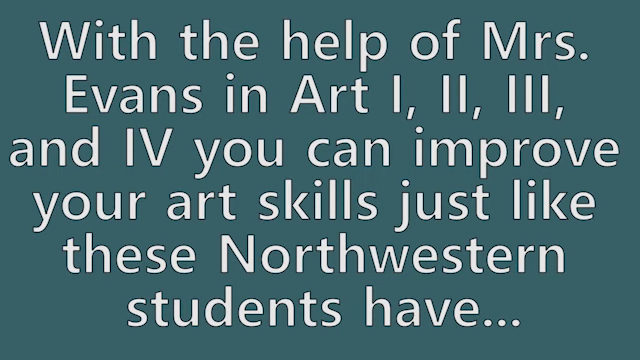 With the help of Mrs.
Evans in Art I, II, III,
and IV you can improve
your art skills just like
these Northwestern
students have...